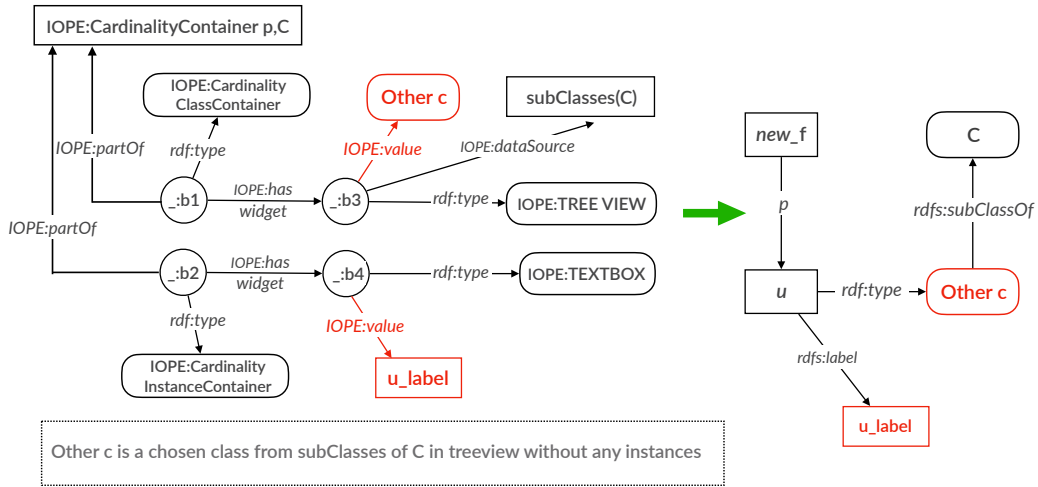 IOPE:CardinalityContainer p,C
IOPE:Cardinality
ClassContainer
Other c
subClasses(C)
IOPE:partOf
rdf:type
IOPE:value
IOPE:dataSource
_:b1
IOPE:has
widget
_:b3
rdf:type
IOPE:TREE VIEW
IOPE:partOf
_:b2
IOPE:has
widget
_:b4
rdf:type
IOPE:TEXTBOX
rdf:type
IOPE:value
IOPE:Cardinality
InstanceContainer
u_label
new_f
C
p
rdfs:subClassOf
u
rdf:type
Other c
rdfs:label
u_label
Other c is a chosen class from subClasses of C in treeview without any instances